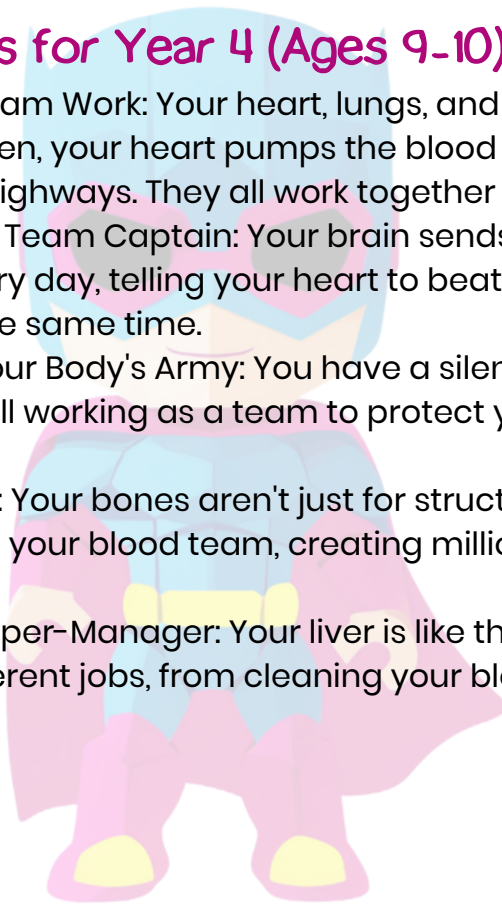 s for Year 4 (Ages 9-10)
am Work: Your heart, lungs, and
en, your heart pumps the blood
ighways. They all work together
Team Captain: Your brain sends
ry day, telling your heart to beat
e same time.
our Body's Army: You have a silen
ll working as a team to protect y
: Your bones aren't just for struct
your blood team, creating millio
per-Manager: Your liver is like th
erent jobs, from cleaning your blo